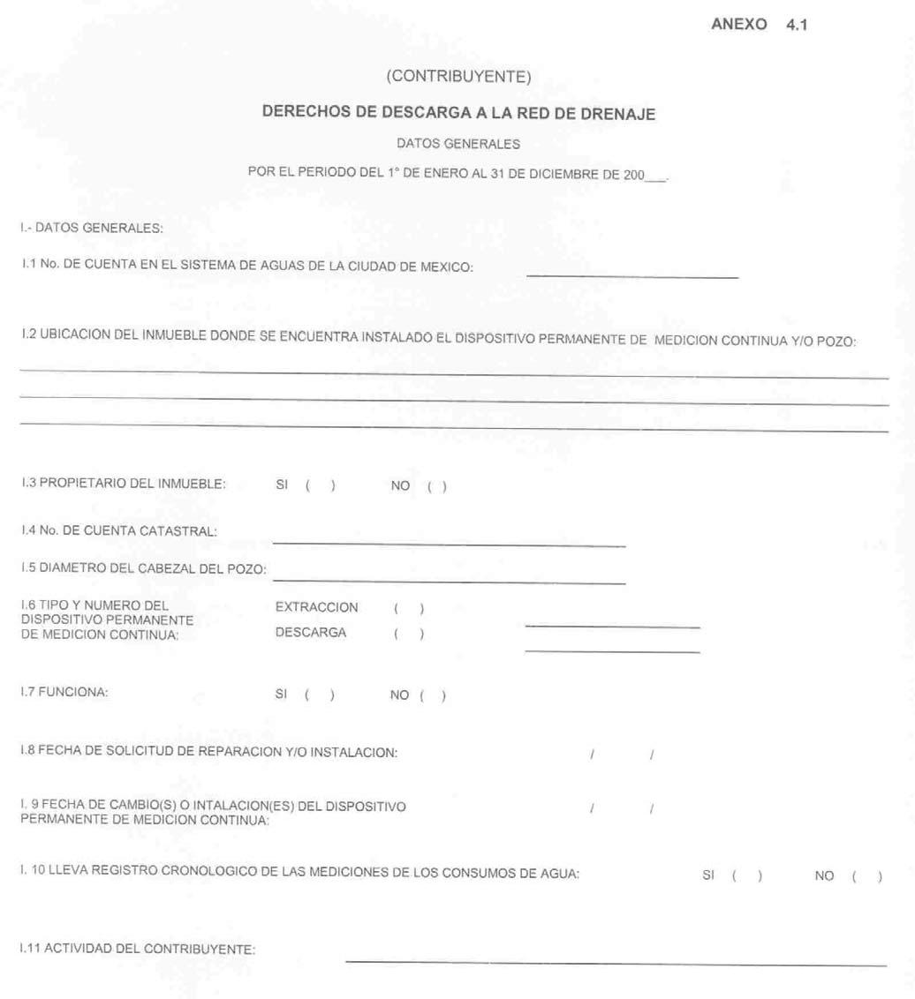 ANEXO 4.1
(CONTRIBUYENTE)
DERECHOS DE DESCARGA A LA RED DE DRENAJE
DATOS GENERALES
POR EL PERIODO DEL 1° DE ENERO AL 31 DE DICIEMBRE DE 200___.
I.- DATOS GENERALES:
I.1 No. DE CUENTA EN EL SISTEMA DE AGUAS DE LA CIUDAD DE MEXICO:
I.2 UBICACION DEL INMUEBLE DONDE SE ENCUENTRA INSTALADO EL DISPOSITIVO PERMANENTE DE MEDICION CONTINUA Y/O POZO:
I.3 PROPIETARIO DEL INMUEBLE: SI ( ) NO ( )
I.4 No. DE CUENTA CATASTRAL:
I.5 DIAMETRO DEL CABEZAL DEL POZO:
I.6 TIPO Y NUMERO DEL EXTRACCION ( )
DISPOSITIVO PERMANENTE
DE MEDICION CONTINUA: DESCARGA ( )
I.7 FUNCIONA: SI ( ) NO ( )
I.8 FECHA DE SOLICITUD DE REPARACION Y/O INSTALACION: / /
I. 9 FECHA DE CAMBIO(S) O INTALACION(ES) DEL DISPOSITIVO / /
PERMANENTE DE MEDICION CONTINUA:
I. 10 LLEVA REGISTRO CRONOLOGICO DE LAS MEDICIONES DE LOS CONSUMOS DE AGUA: SI ( ) NO ( )
I.11 ACTIVIDAD DEL CONTRIBUYENTE: